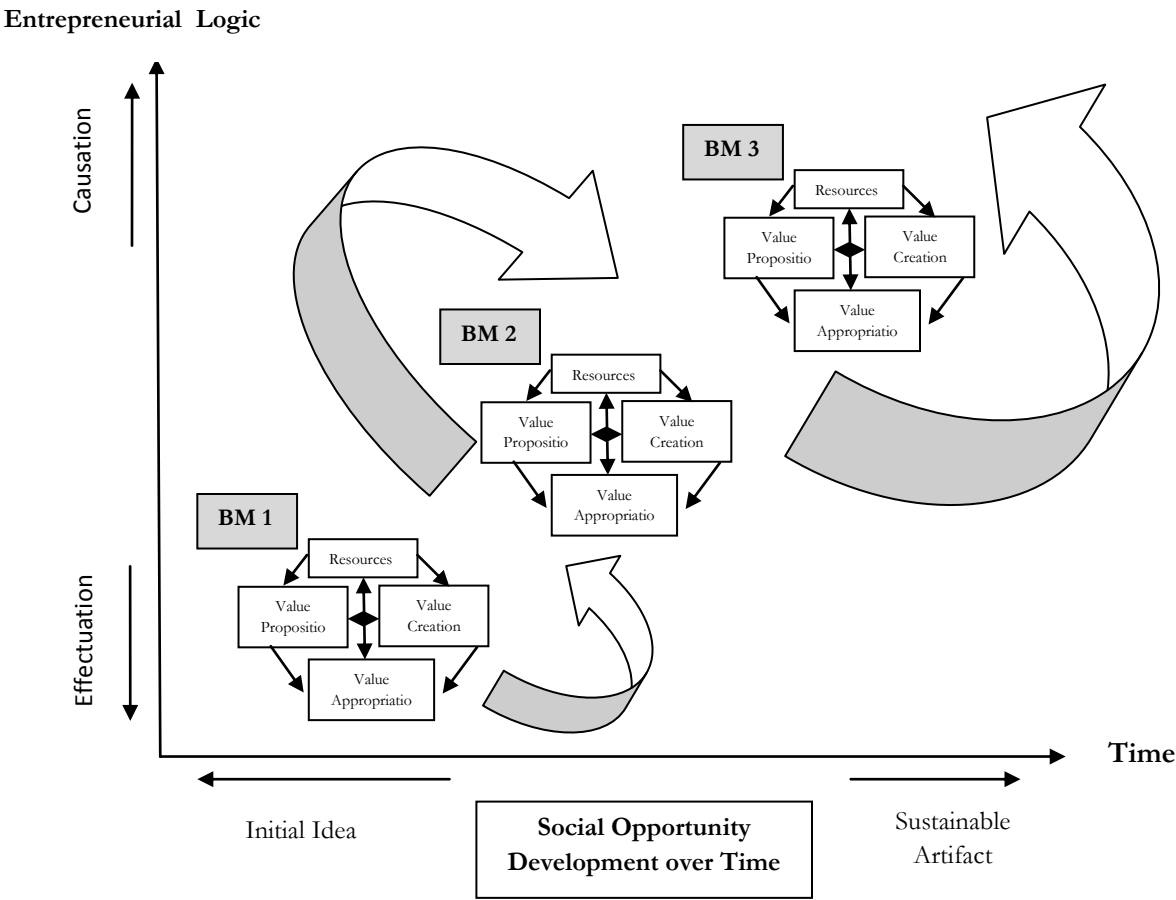 Entrepreneurial Logic
Causation
Effectuation
BM 3
Resources
Value
Propositio
Value
Creation
Value
Appropriatio
BM 2
Resources
Value
Propositio
Value
Creation
Value
Appropriatio
BM 1
Resources
Value
Propositio
Value
Creation
Value
Appropriatio
Time
Initial Idea
Social Opportunity
Development over Time
Sustainable
Artifact